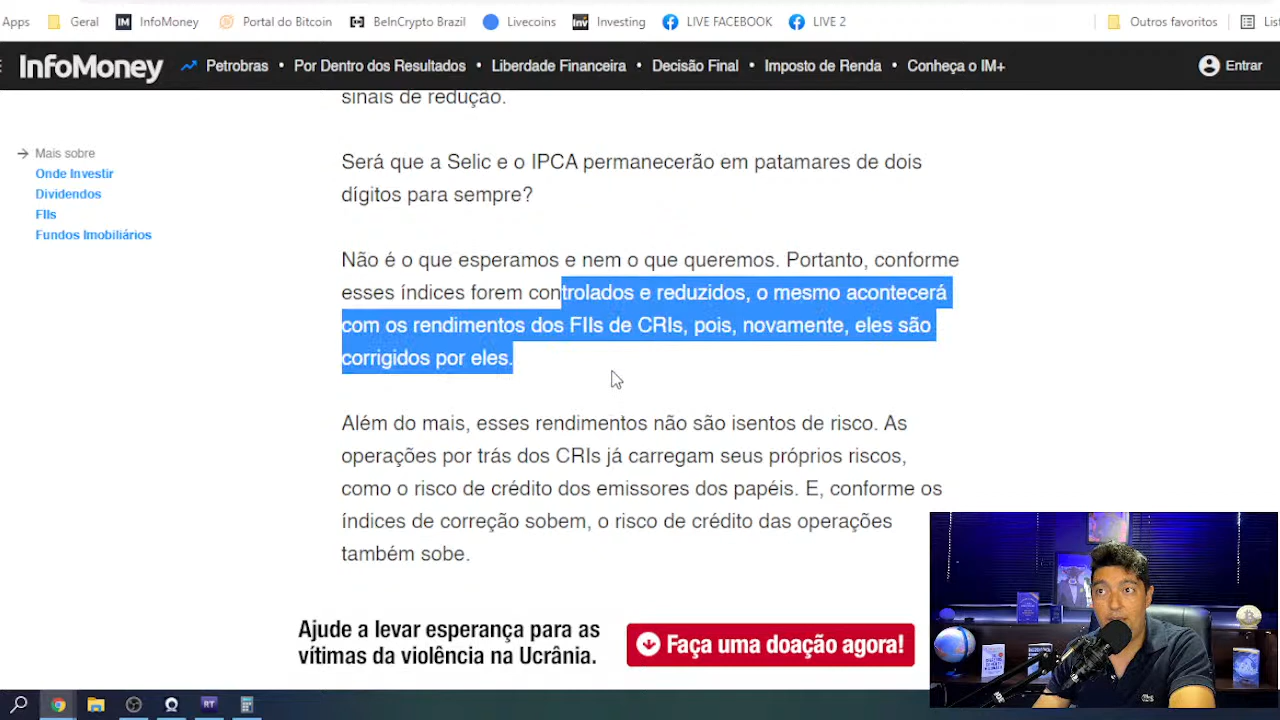 Apps Geral InfoMoney Portal do Bitcoin BeInCrypto Brazil Livecoins Investing LIVE FACEBOOK LIVE 2 Outros favoritos
InfoMoney Petrobras • Por Dentro dos Resultados • Liberdade Financeira • Decisão Final • Imposto de Renda • Conheça o IM+ Entrar
sinais de redução.
Mais sobre
Onde Investir
Dividendos
FIIs
Fundos Imobiliários
Será que a Selic e o IPCA permanecerão em patamares de dois
dígitos para sempre?
Não é o que esperamos e nem o que queremos. Portanto, conforme
esses índices forem controlados e reduzidos, o mesmo acontecerá
com os rendimentos dos FIIs de CRIs, pois, novamente, eles são
corrigidos por eles.
Além do mais, esses rendimentos não são isentos de risco. As
operações por trás dos CRIs já carregam seus próprios riscos,
como o risco de crédito dos emissores dos papéis. E, conforme os
índices de correção sobem, o risco de crédito das operações
também sobe.
Ajude a levar esperança para as
vítimas da violência na Ucrânia.
Faça uma doação agora!
RT